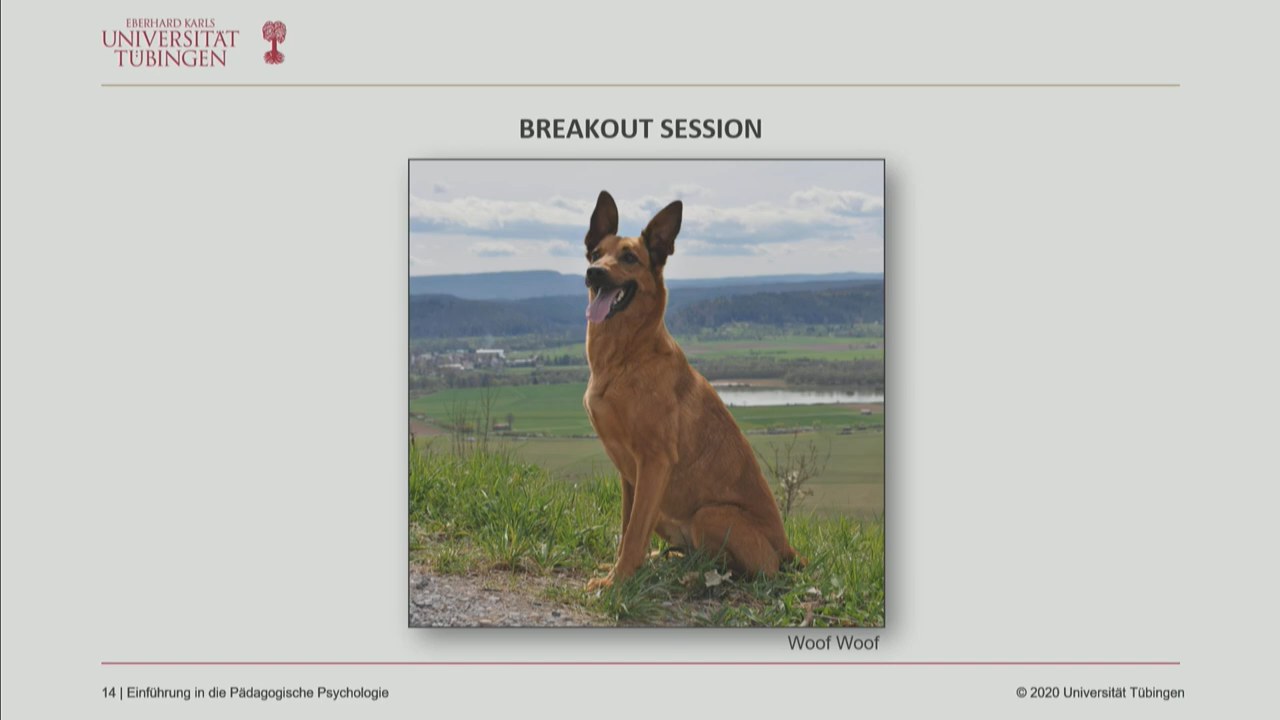 EBERHARD KARLS
UNIVERSITÄT
TÜBINGEN
BREAKOUT SESSION
Woof Woof
14 | Einführung in die Pädagogische Psychologie
© 2020 Universität Tübingen